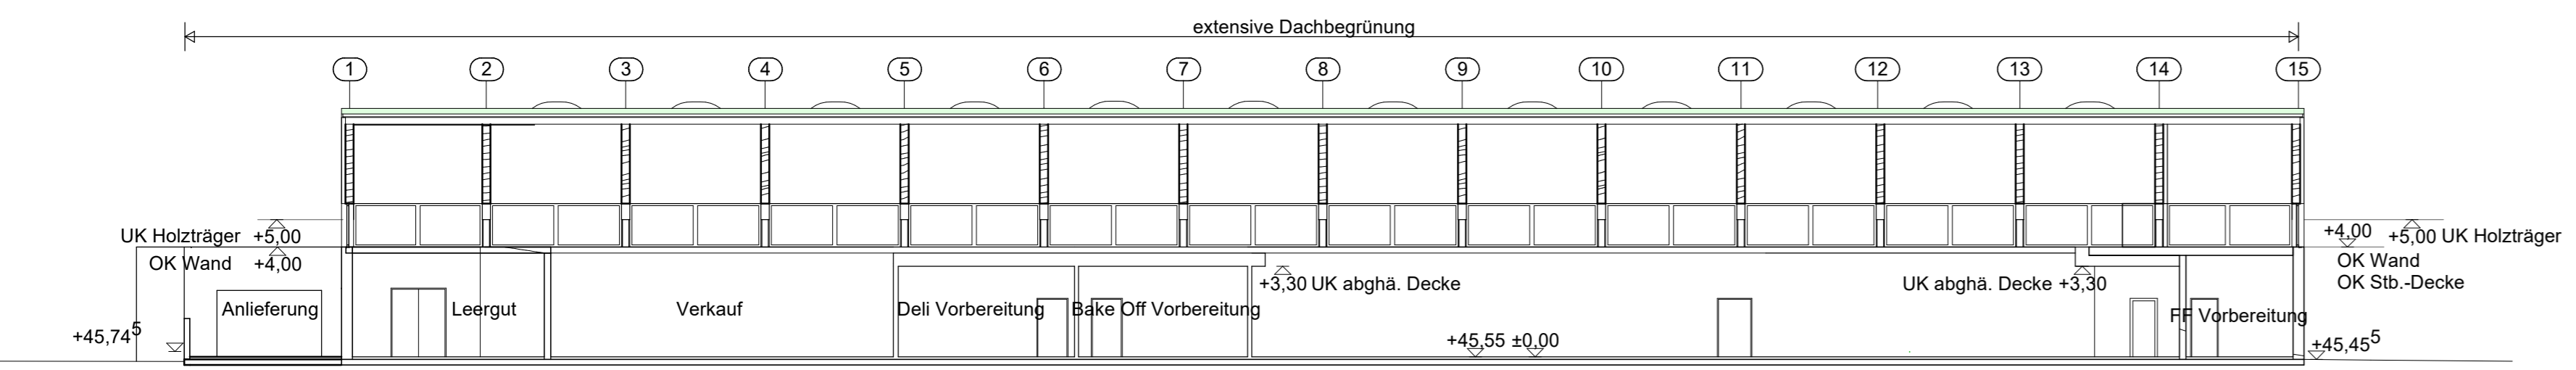 extensive Dachbegrünung
1 2 3 4 5 6 7 8 9 10 11 12 13 14 15
UK Holzträger +5,00
OK Wand +4,00
+4,00
+5,00 UK Holzträger
OK Wand
OK Stb.-Decke
+3,30 UK abghä. Decke
UK abghä. Decke +3,30
Anlieferung
Leergut
Verkauf
Deli Vorbereitung
Bake Off Vorbereitung
FF Vorbereitung
+45,74⁵
+45,55 ±0,00
+45,45⁵